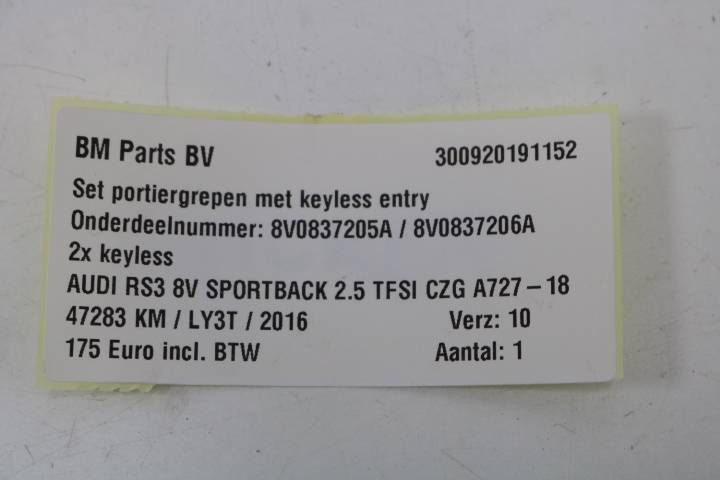 BM Parts BV 300920191152
Set portiergrepen met keyless entry
Onderdeelnummer: 8V0837205A / 8V0837206A
2x keyless
AUDI RS3 8V SPORTBACK 2.5 TFSI CZG A727-18
47283 KM / LY3T / 2016 Verz: 10
175 Euro incl. BTW Aantal: 1